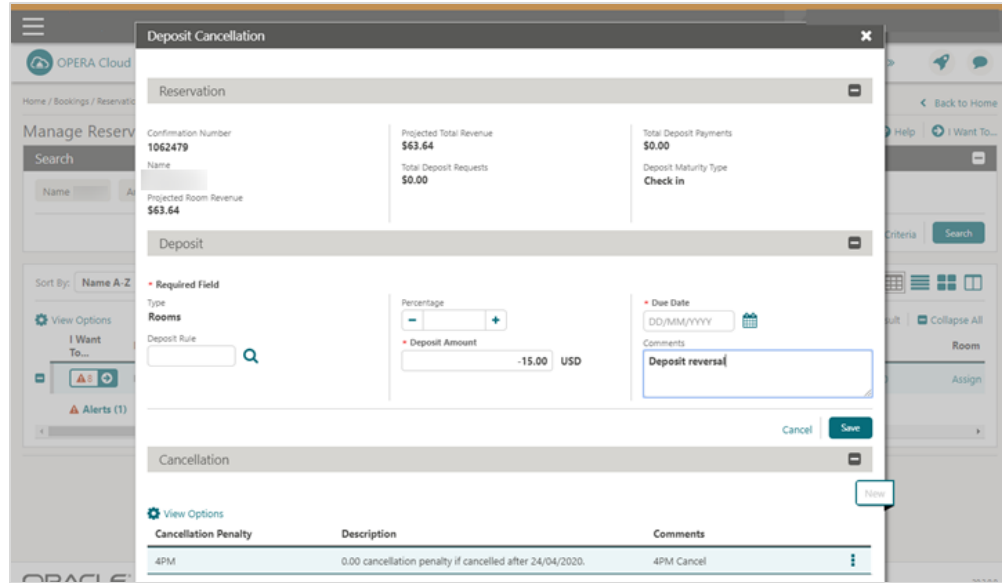 Deposit Cancellation
OPERA Cloud
Reservation
Home / Bookings / Reservatio
Back to Home
Manage Reserv
Help
I Want To...
Search
Confirmation Number
1062479
Projected Total Revenue
$63.64
Total Deposit Payments
$0.00
Name
Total Deposit Requests
$0.00
Deposit Maturity Type
Check in
Projected Room Revenue
$63.64
Name
Criteria
Search
Deposit
Sort By: Name A-Z
* Required Field
Type
Rooms
Percentage
* Due Date
DD/MM/YYYY
View Options
Collapse All
Deposit Rule
* Deposit Amount
-15.00 USD
Comments
Deposit reversal
I Want
To...
Room
Assign
Alerts (1)
Cancel
Save
Cancellation
New
View Options
Cancellation Penalty
Description
Comments
4PM
0.00 cancellation penalty if cancelled after 24/04/2020.
4PM Cancel
ORACLE